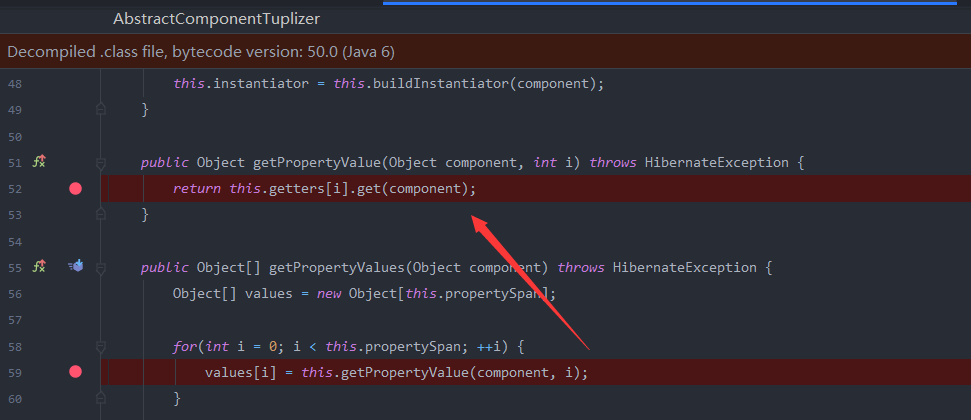 AbstractComponentTuplizer
Decompiled .class file, bytecode version: 50.0 (Java 6)
48 this.instantiator = this.buildInstantiator(component);
49 }
50
51 public Object getPropertyValue(Object component, int i) throws HibernateException {
52 return this.getters[i].get(component);
53 }
54
55 public Object[] getPropertyValues(Object component) throws HibernateException {
56 Object[] values = new Object[this.propertySpan];
57
58 for(int i = 0; i < this.propertySpan; ++i) {
59 values[i] = this.getPropertyValue(component, i);
60 }